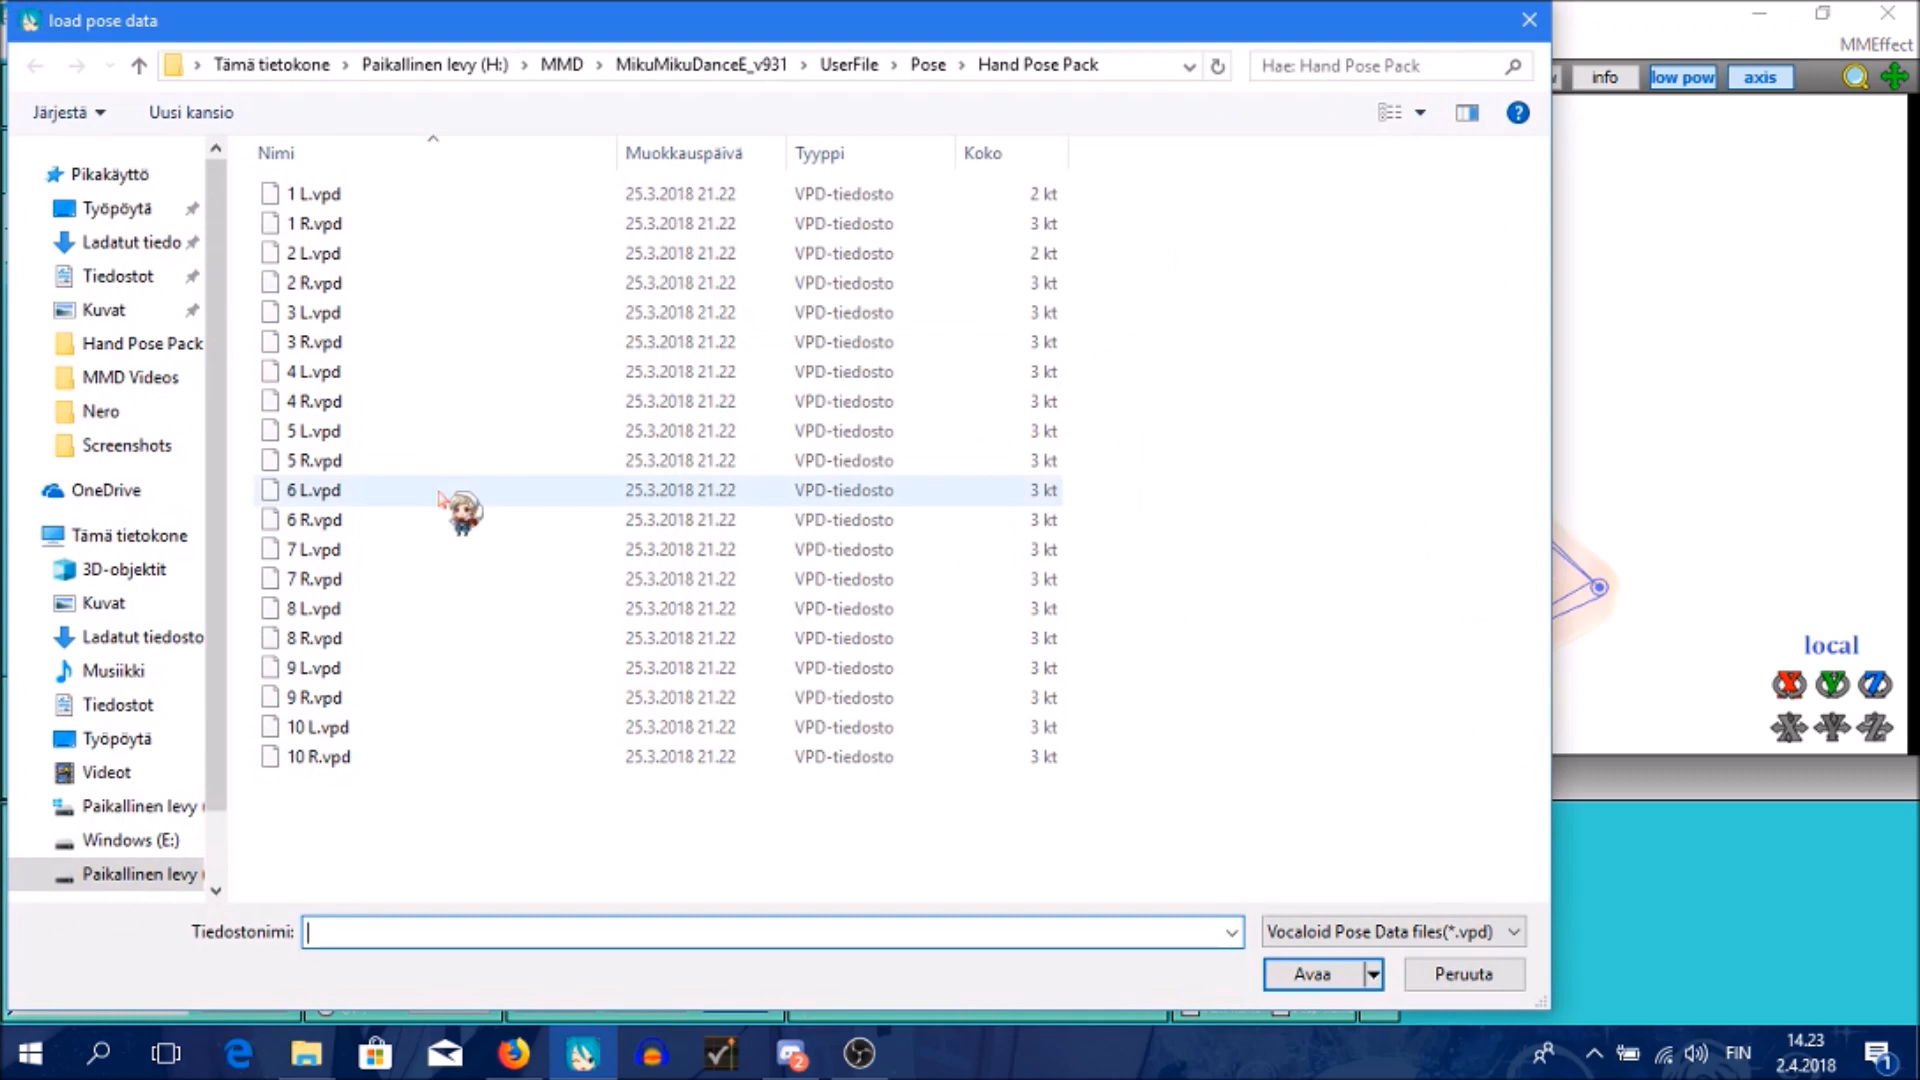 load pose data
MMEffect
Tämä tietokone > Paikallinen levy (H:) > MMD > MikuMikuDanceE_v931 > UserFile > Pose > Hand Pose Pack
Hae: Hand Pose Pack
info
low pow
axis
Järjestä
Uusi kansio
Nimi Muokkauspäivä Tyyppi Koko
1 L.vpd 25.3.2018 21.22 VPD-tiedosto 2 kt
1 R.vpd 25.3.2018 21.22 VPD-tiedosto 3 kt
2 L.vpd 25.3.2018 21.22 VPD-tiedosto 2 kt
2 R.vpd 25.3.2018 21.22 VPD-tiedosto 3 kt
3 L.vpd 25.3.2018 21.22 VPD-tiedosto 3 kt
3 R.vpd 25.3.2018 21.22 VPD-tiedosto 3 kt
4 L.vpd 25.3.2018 21.22 VPD-tiedosto 3 kt
4 R.vpd 25.3.2018 21.22 VPD-tiedosto 3 kt
5 L.vpd 25.3.2018 21.22 VPD-tiedosto 3 kt
5 R.vpd 25.3.2018 21.22 VPD-tiedosto 3 kt
6 L.vpd 25.3.2018 21.22 VPD-tiedosto 3 kt
6 R.vpd 25.3.2018 21.22 VPD-tiedosto 3 kt
7 L.vpd 25.3.2018 21.22 VPD-tiedosto 3 kt
7 R.vpd 25.3.2018 21.22 VPD-tiedosto 3 kt
8 L.vpd 25.3.2018 21.22 VPD-tiedosto 3 kt
8 R.vpd 25.3.2018 21.22 VPD-tiedosto 3 kt
9 L.vpd 25.3.2018 21.22 VPD-tiedosto 3 kt
9 R.vpd 25.3.2018 21.22 VPD-tiedosto 3 kt
10 L.vpd 25.3.2018 21.22 VPD-tiedosto 3 kt
10 R.vpd 25.3.2018 21.22 VPD-tiedosto 3 kt
Pikakäyttö
Työpöytä
Ladatut tiedo
Tiedostot
Kuvat
Hand Pose Pack
MMD Videos
Nero
Screenshots
OneDrive
Tämä tietokone
3D-objektit
Kuvat
Ladatut tiedosto
Musiikki
Tiedostot
Työpöytä
Videot
Paikallinen levy
Windows (E:)
Paikallinen levy
local
X Y Z
X Y Z
Tiedostonimi:
Vocaloid Pose Data files(*.vpd)
Avaa
Peruuta
2
FIN
14.23
2.4.2018
1